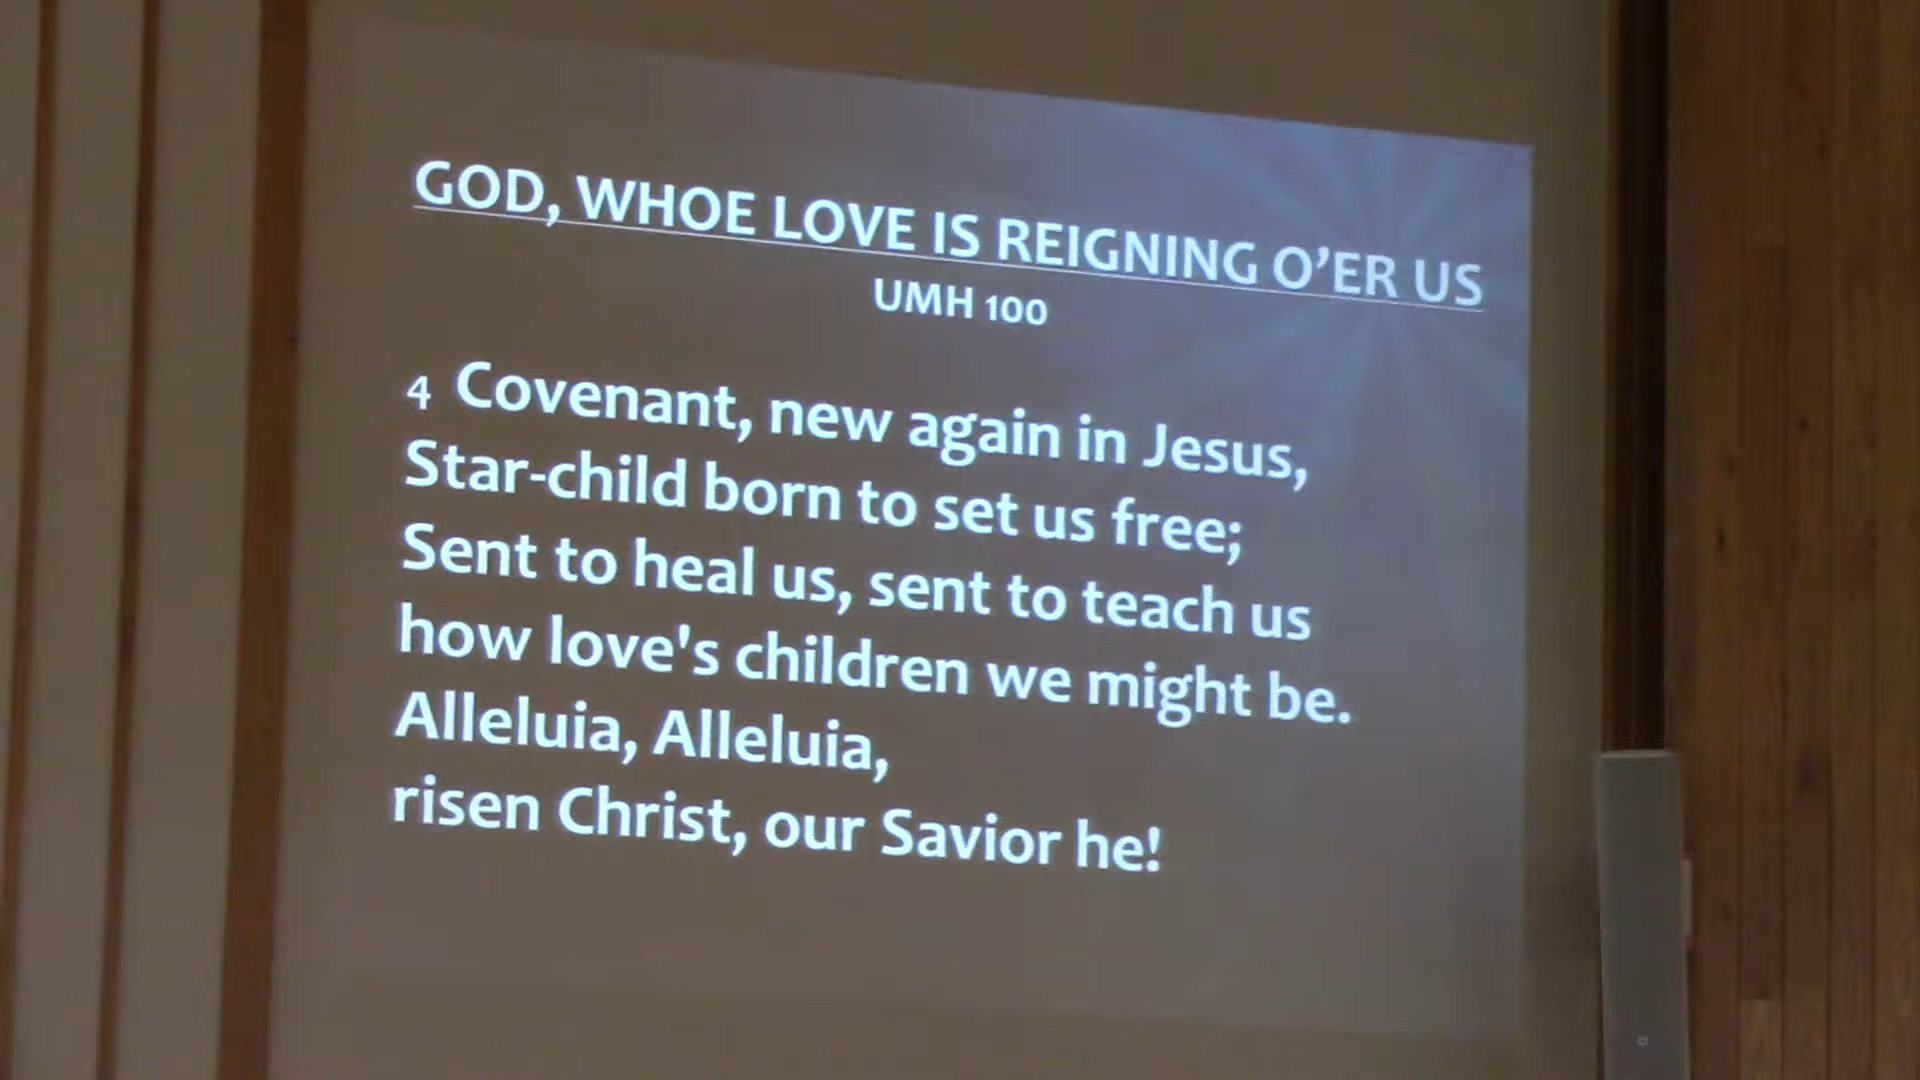 GOD, WHOE LOVE IS REIGNING O’ER US
UMH 100
4 Covenant, new again in Jesus,
Star-child born to set us free;
Sent to heal us, sent to teach us
how love's children we might be.
Alleluia, Alleluia,
risen Christ, our Savior he!